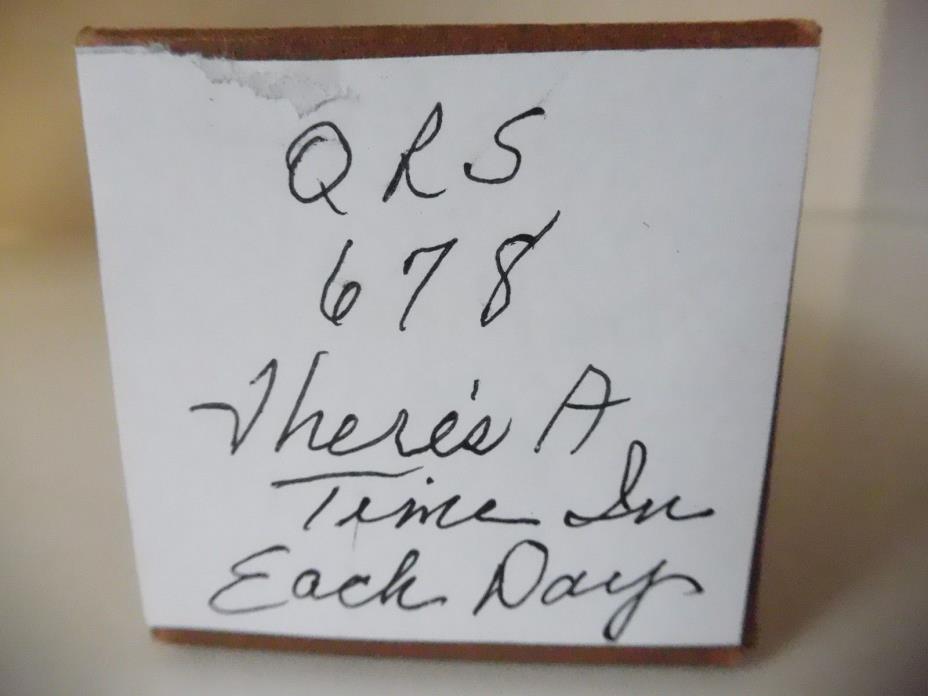 QRS
678
There's A
Time In
Each Day